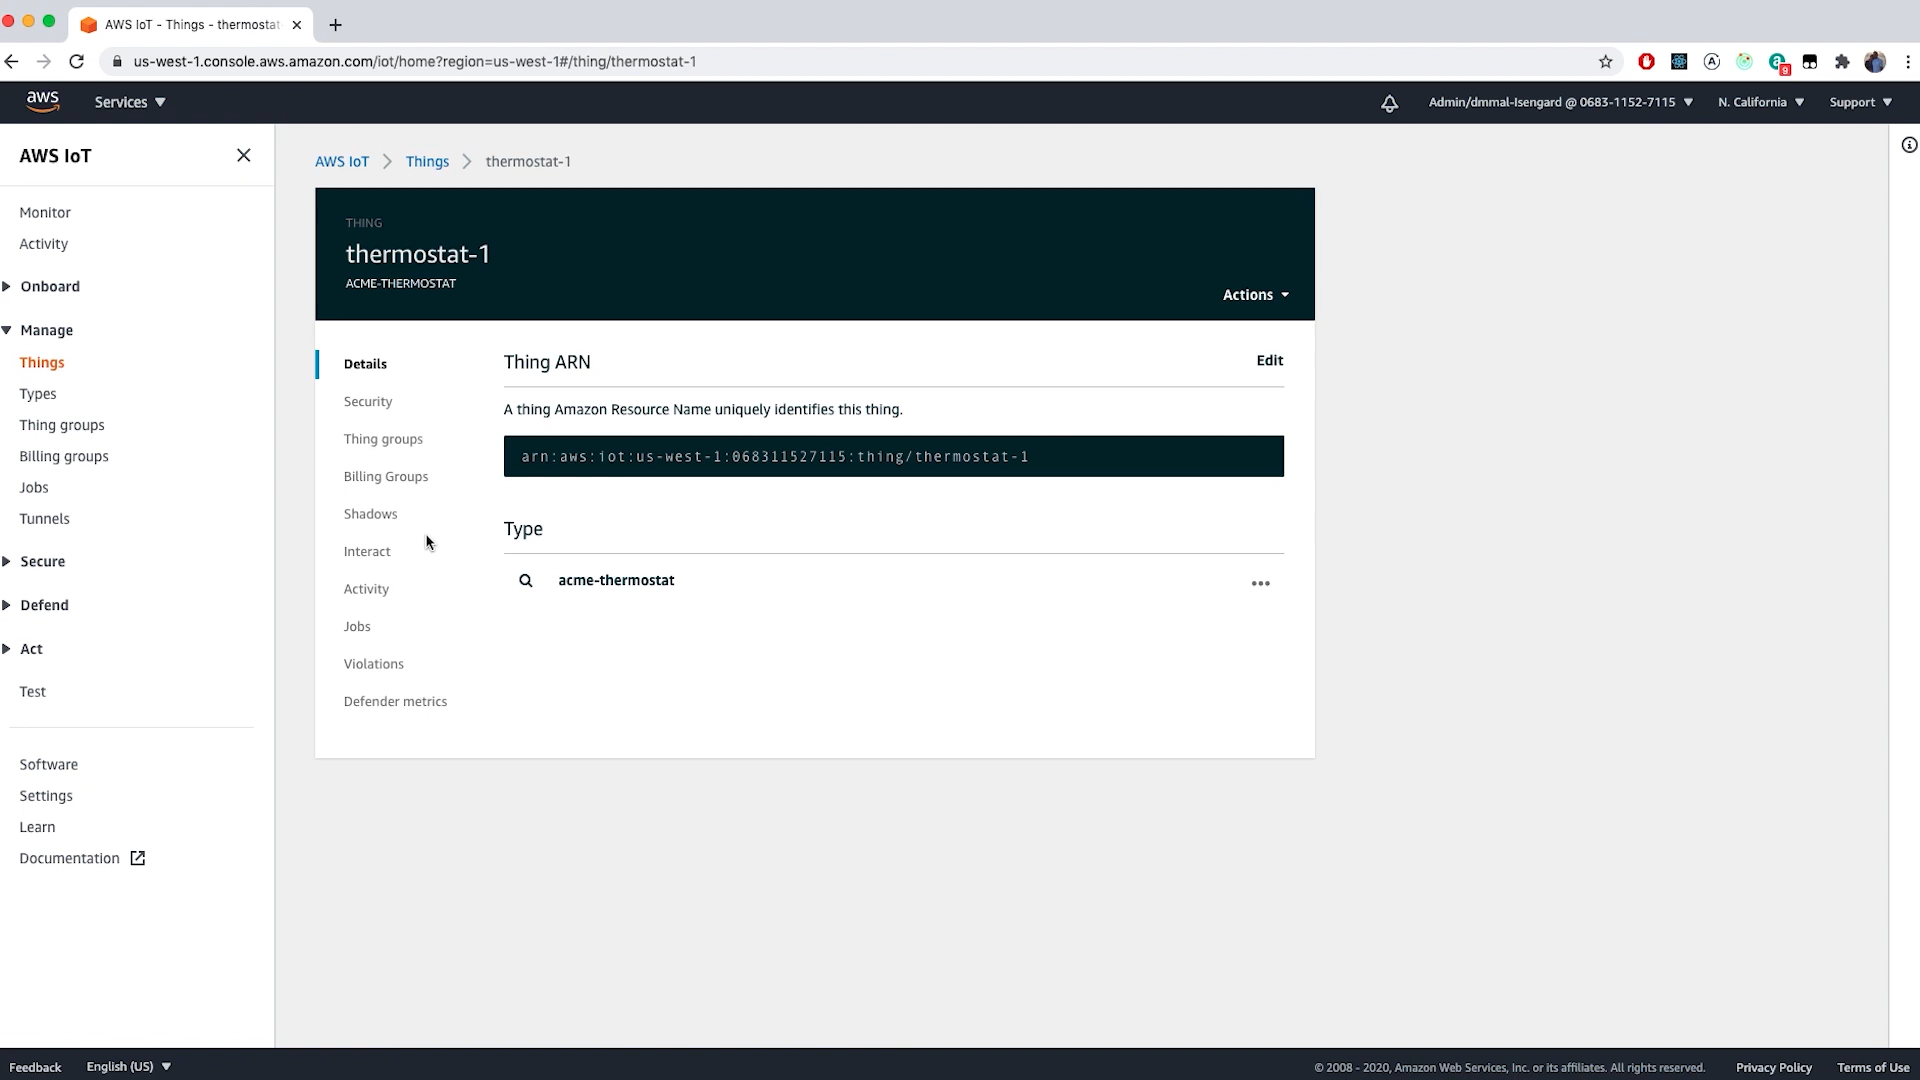 AWS IoT - Things - thermostat
us-west-1.console.aws.amazon.com/iot/home?region=us-west-1#/thing/thermostat-1
9
aws
Services
Admin/dmmal-Isengard @ 0683-1152-7115
N. California
Support
AWS IoT
Monitor
Activity
Onboard
Manage
Things
Types
Thing groups
Billing groups
Jobs
Tunnels
Secure
Defend
Act
Test
Software
Settings
Learn
Documentation
AWS IoT
Things
thermostat-1
THING
thermostat-1
ACME-THERMOSTAT
Actions
Details
Security
Thing groups
Billing Groups
Shadows
Interact
Activity
Jobs
Violations
Defender metrics
Thing ARN
Edit
A thing Amazon Resource Name uniquely identifies this thing.
arn:aws:iot:us-west-1:068311527115:thing/thermostat-1
Type
acme-thermostat
Feedback
English (US)
© 2008 - 2020, Amazon Web Services, Inc. or its affiliates. All rights reserved.
Privacy Policy
Terms of Use